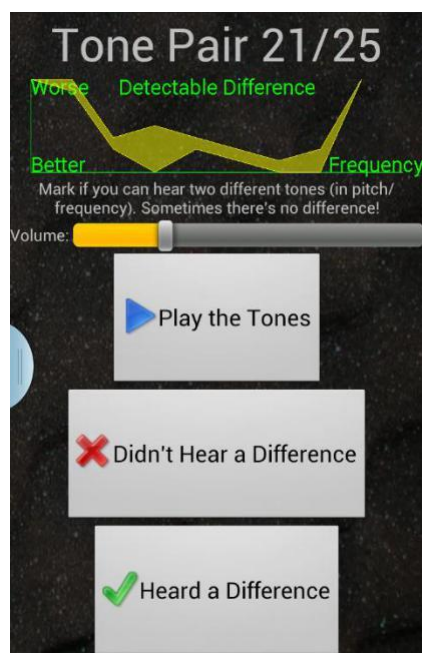 Tone Pair 21/25
Worse Detectable Difference
Better Frequency
Mark if you can hear two different tones (in pitch/
frequency). Sometimes there's no difference!
Volume:
Play the Tones
Didn't Hear a Difference
Heard a Difference